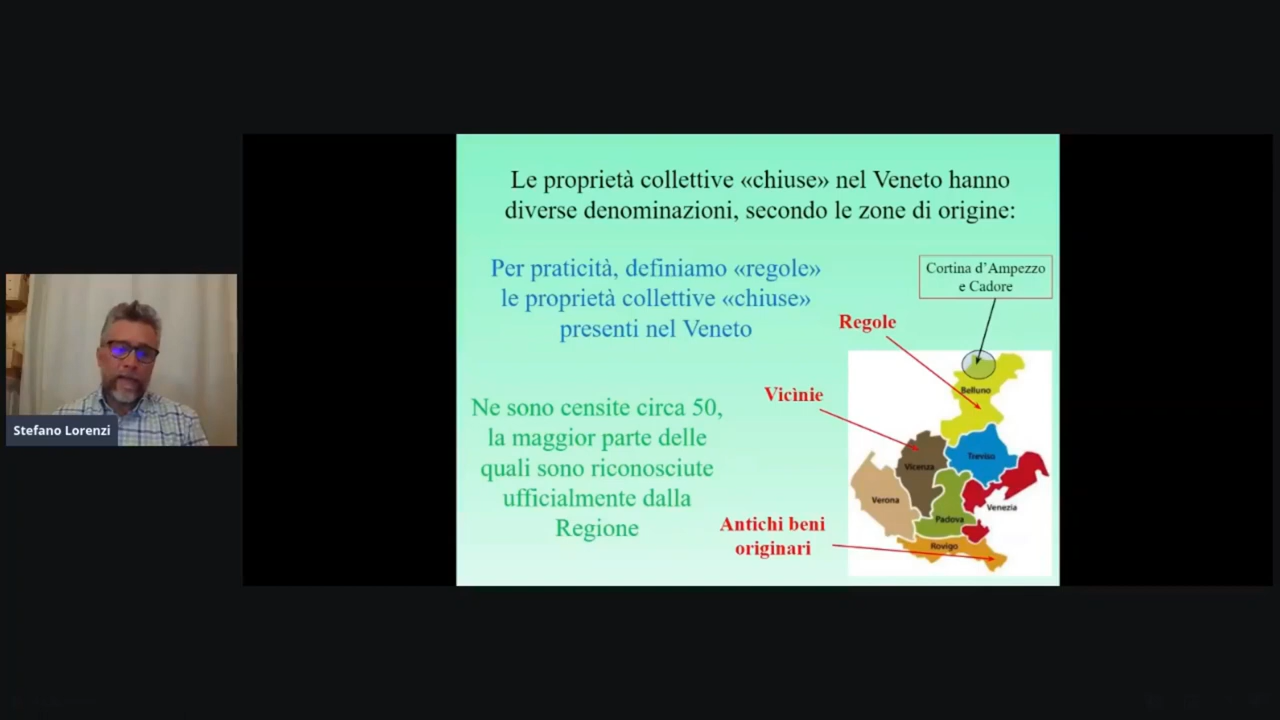 Le proprietà collettive «chiuse» nel Veneto hanno
diverse denominazioni, secondo le zone di origine:
Per praticità, definiamo «regole»
le proprietà collettive «chiuse»
presenti nel Veneto
Cortina d'Ampezzo
e Cadore
Regole
Vicìnie
Ne sono censite circa 50,
la maggior parte delle
quali sono riconosciute
ufficialmente dalla
Regione
Antichi beni
originari
Belluno
Treviso
Vicenza
Verona
Venezia
Padova
Rovigo
Stefano Lorenzi